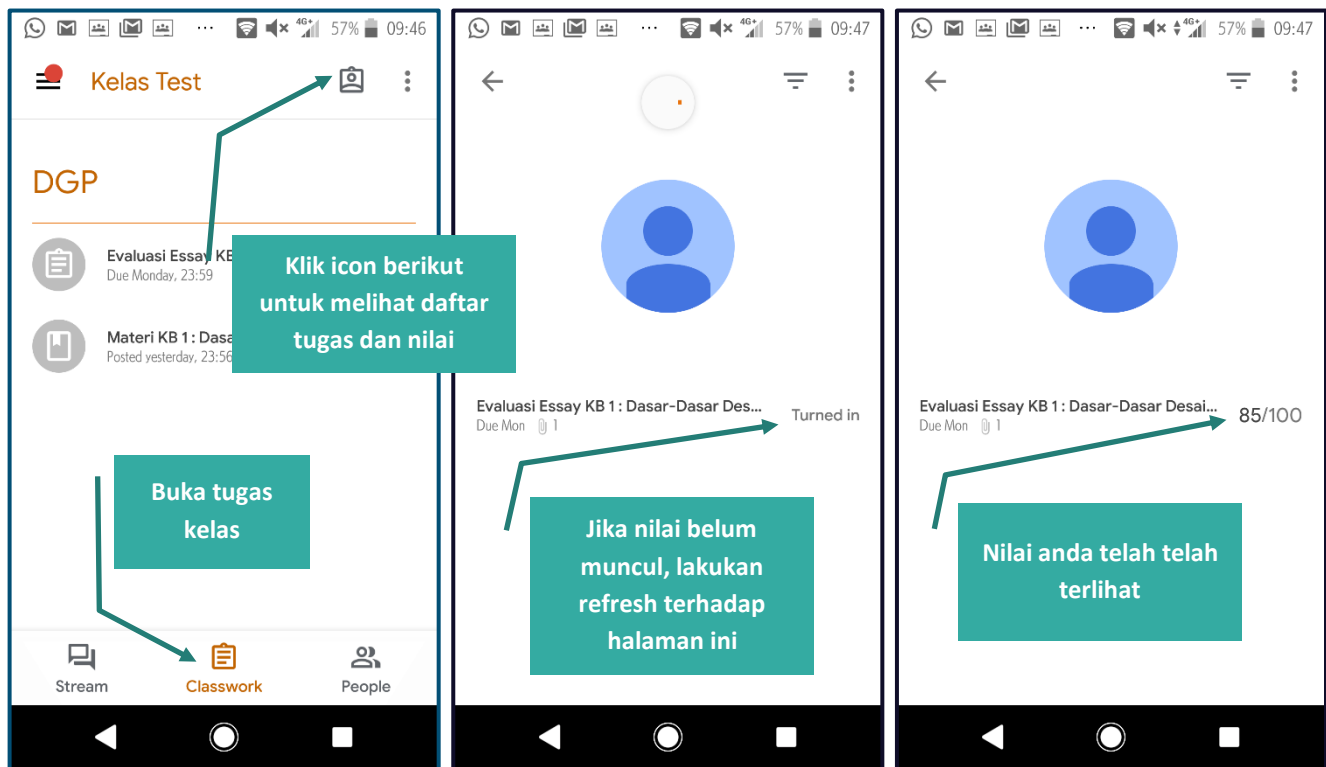 4G+ 57% 09:46
Kelas Test
DGP
Evaluasi Essay KB
Due Monday, 23:59
Materi KB 1 : Dasa
Posted yesterday, 23:56
Klik icon berikut
untuk melihat daftar
tugas dan nilai
Buka tugas
kelas
Stream
Classwork
People
4G+ 57% 09:47
Evaluasi Essay KB 1 : Dasar-Dasar Des...
Turned in
Due Mon 1
Jika nilai belum
muncul, lakukan
refresh terhadap
halaman ini
4G+ 57% 09:47
Evaluasi Essay KB 1 : Dasar-Dasar Desai...
85/100
Due Mon 1
Nilai anda telah telah
terlihat